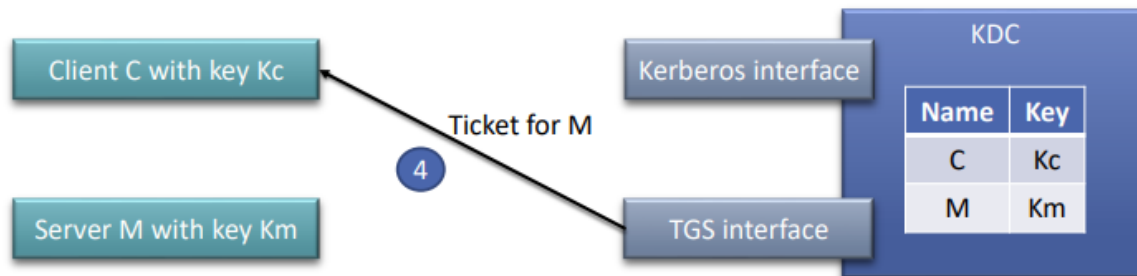 KDC
Client C with key Kc
Kerberos interface
Name Key
Ticket for M
C Kc
4
M Km
Server M with key Km
TGS interface